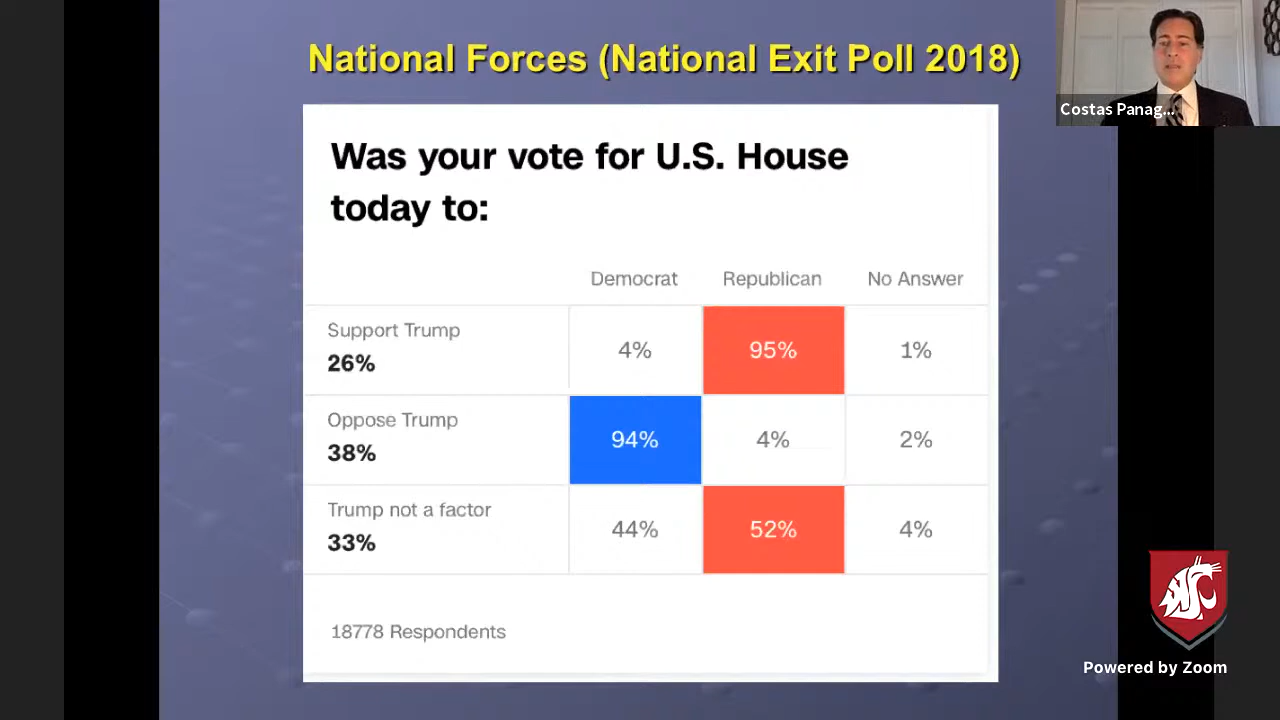 National Forces (National Exit Poll 2018)
Costas Panag...
Was your vote for U.S. House
today to:
Democrat Republican No Answer
Support Trump
26% 4% 95% 1%
Oppose Trump
38% 94% 4% 2%
Trump not a factor
33% 44% 52% 4%
18778 Respondents
Powered by Zoom